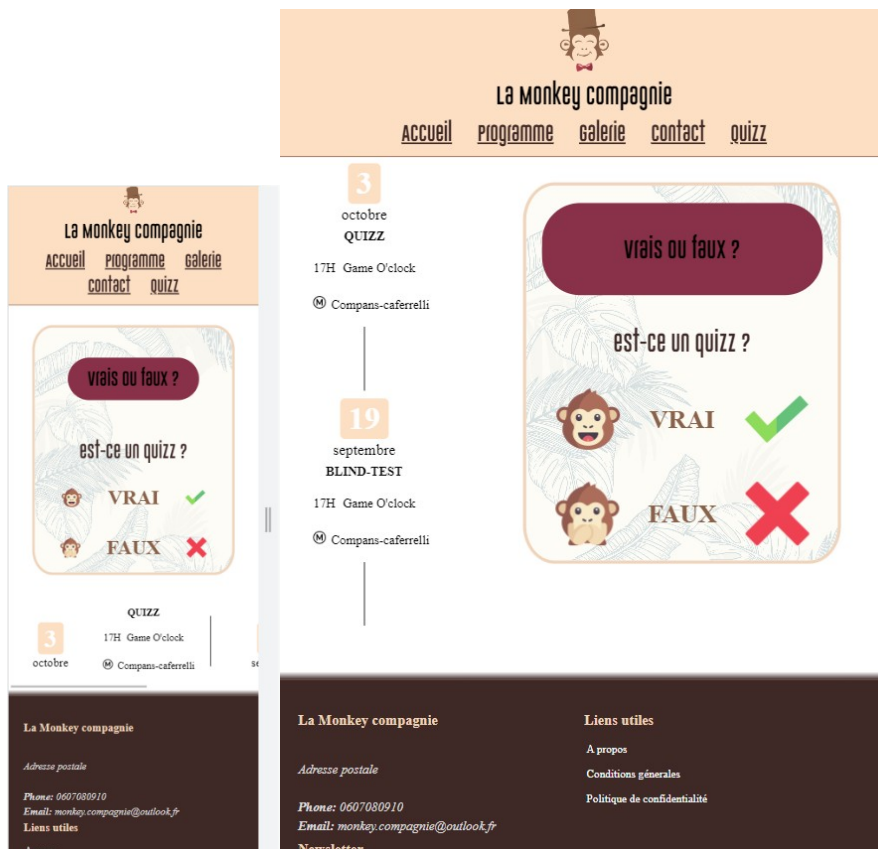 La Monkey compagnie
Accueil programme galerie
contact quizz
vrais ou faux ?
est-ce un quizz ?
VRAI
FAUX
QUIZZ
3
octobre
17H Game O'clock
M Compans-caferrelli
se
La Monkey compagnie
Adresse postale
Phone: 0607080910
Email: monkey.compagnie@outlook.fr
Liens utiles
La Monkey compagnie
Accueil programme galerie contact quizz
3
octobre
QUIZZ
17H Game O'clock
M Compans-caferrelli
19
septembre
BLIND-TEST
17H Game O'clock
M Compans-caferrelli
vrais ou faux ?
est-ce un quizz ?
VRAI
FAUX
La Monkey compagnie
Adresse postale
Phone: 0607080910
Email: monkey.compagnie@outlook.fr
Newsletter
Liens utiles
A propos
Conditions génerales
Politique de confidentialité